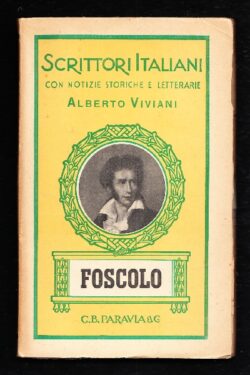 SCRITTORI ITALIANI
CON NOTIZIE STORICHE E LETTERARIE
ALBERTO VIVIANI
FOSCOLO
C.B. PARAVIA & C.